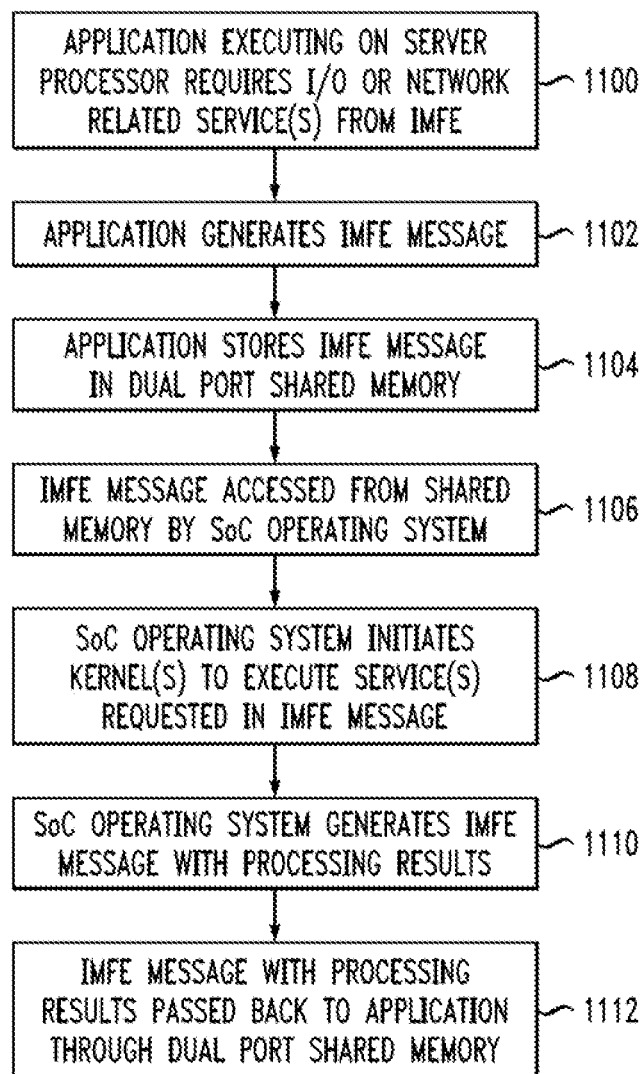 APPLICATION EXECUTING ON SERVER
PROCESSOR REQUIRES I/O OR NETWORK
RELATED SERVICE(S) FROM IMFE
1100
APPLICATION GENERATES IMFE MESSAGE
1102
APPLICATION STORES IMFE MESSAGE
IN DUAL PORT SHARED MEMORY
1104
IMFE MESSAGE ACCESSED FROM SHARED
MEMORY BY SoC OPERATING SYSTEM
1106
SoC OPERATING SYSTEM INITIATES
KERNEL(S) TO EXECUTE SERVICE(S)
REQUESTED IN IMFE MESSAGE
1108
SoC OPERATING SYSTEM GENERATES IMFE
MESSAGE WITH PROCESSING RESULTS
1110
IMFE MESSAGE WITH PROCESSING
RESULTS PASSED BACK TO APPLICATION
THROUGH DUAL PORT SHARED MEMORY
1112